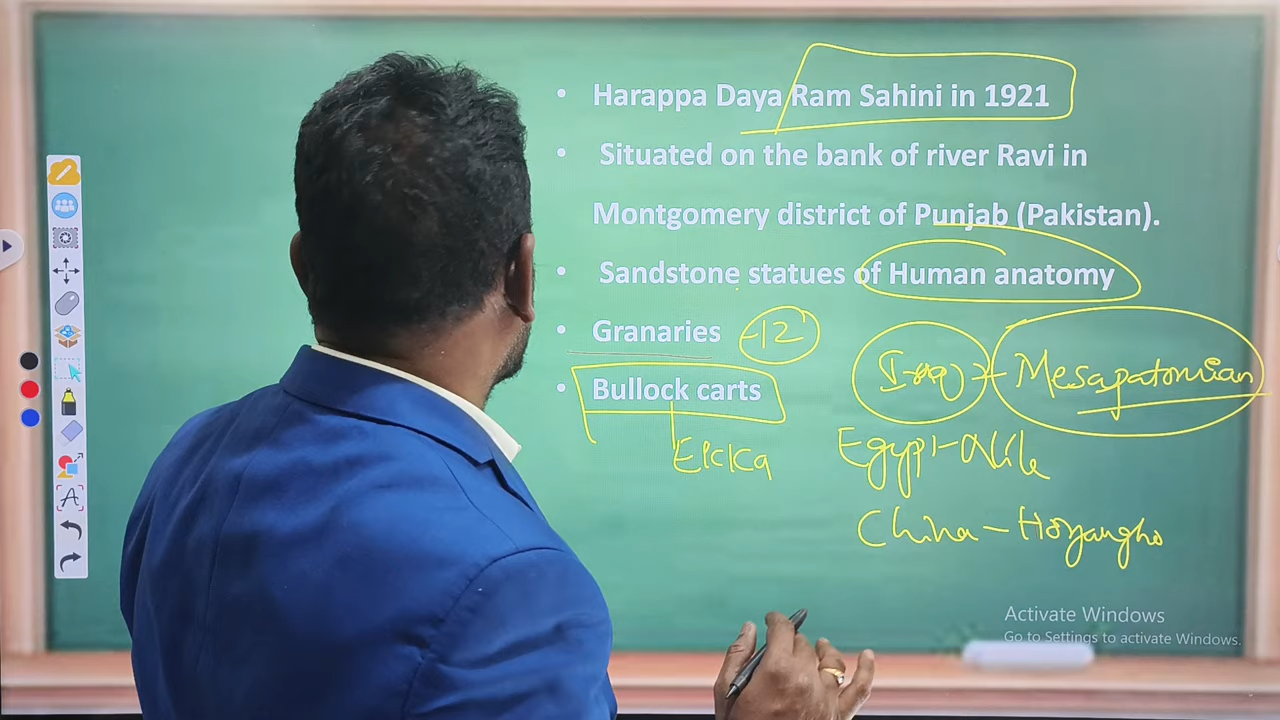 • Harappa Daya Ram Sahini in 1921
• Situated on the bank of river Ravi in
Montgomery district of Punjab (Pakistan).
• Sandstone statues of Human anatomy
• Granaries -12
• Bullock carts
Ekka
Iraq - Mesapatomian
Egypt-Nile
China - Hoyangho
A
Activate Windows
Go to Settings to activate Windows.